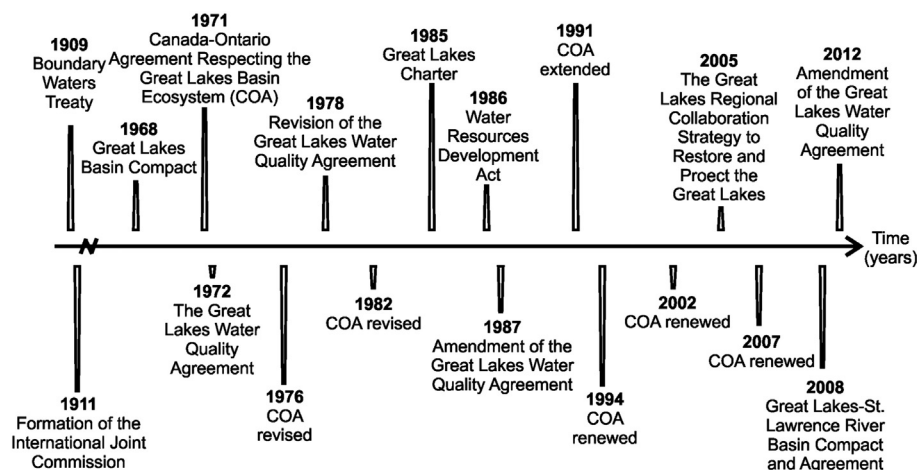 1909
Boundary
Waters
Treaty
1968
Great Lakes
Basin Compact
1971
Canada-Ontario
Agreement Respecting the
Great Lakes Basin
Ecosystem (COA)
1978
Revision of the
Great Lakes Water
Quality Agreement
1985
Great Lakes
Charter
1986
Water
Resources
Development
Act
1991
COA
extended
2005
The Great
Lakes Regional
Collaboration
Strategy to
Restore and
Proect the
Great Lakes
2012
Amendment
of the Great
Lakes Water
Quality
Agreement
Time
(years)
1911
Formation of the
International Joint
Commission
1972
The Great
Lakes Water
Quality
Agreement
1976
COA
revised
1982
COA revised
1987
Amendment of the
Great Lakes Water
Quality Agreement
1994
COA
renewed
2002
COA renewed
2007
COA renewed
2008
Great Lakes-St.
Lawrence River
Basin Compact
and Agreement